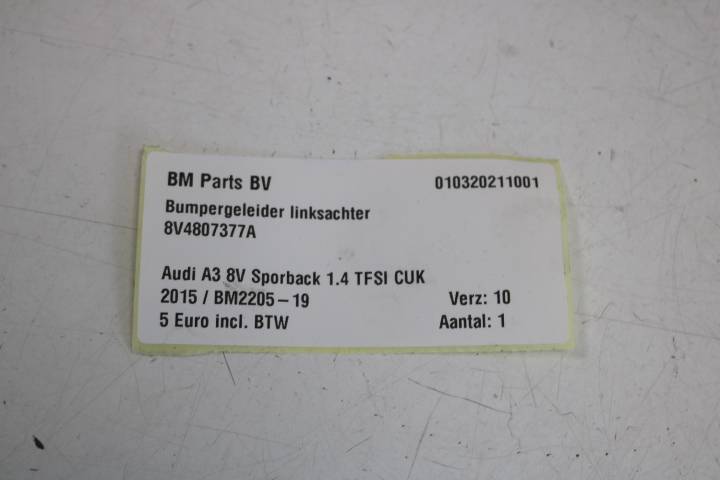 BM Parts BV 010320211001
Bumpergeleider linksachter
8V4807377A
Audi A3 8V Sporback 1.4 TFSI CUK
2015 / BM2205-19 Verz: 10
5 Euro incl. BTW Aantal: 1